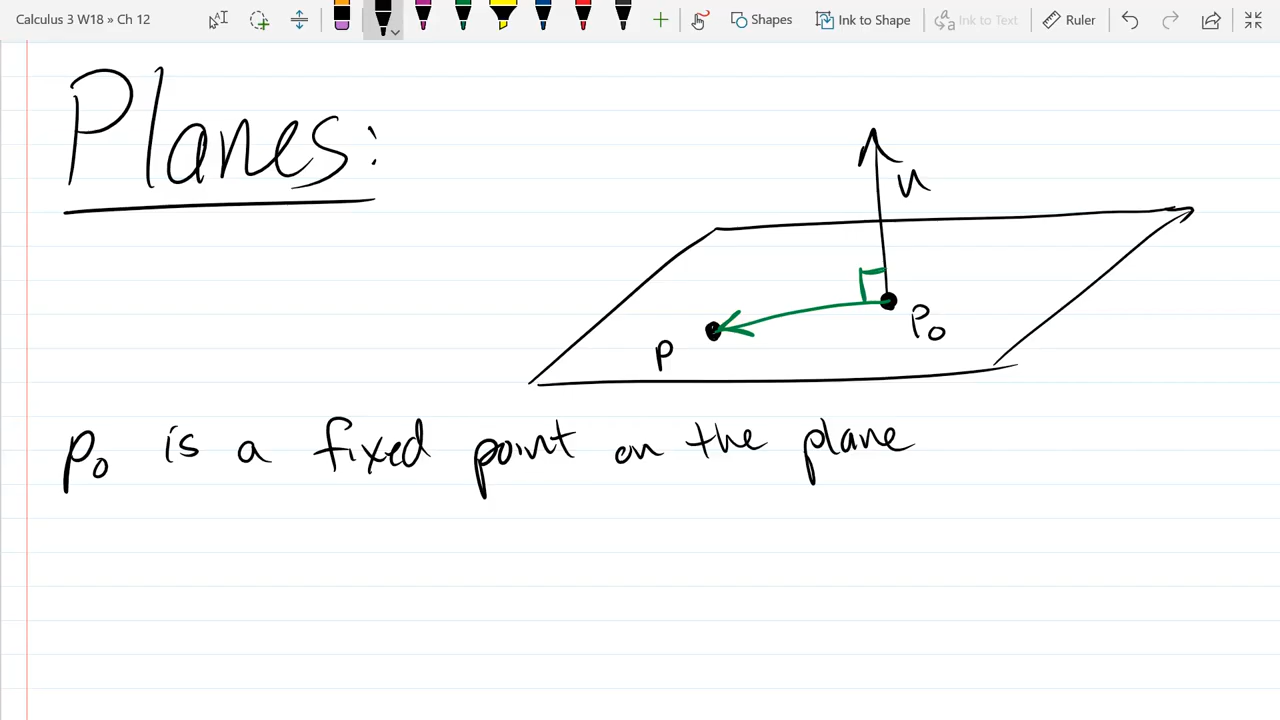 Calculus 3 W18 » Ch 12
Shapes
Ink to Shape
Ink to Text
Ruler
Planes:
n
P₀
P
P₀ is a fixed point on the plane